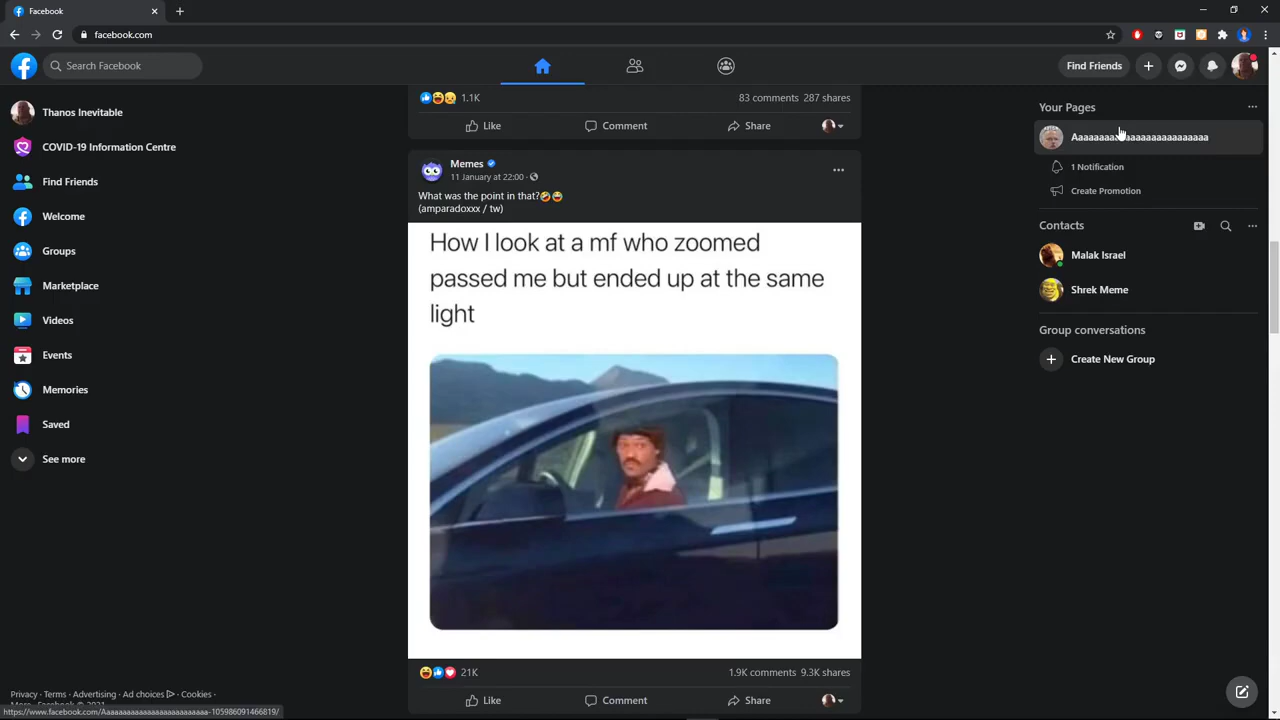 Facebook
facebook.com
Search Facebook
Find Friends
Thanos Inevitable
COVID-19 Information Centre
Find Friends
Welcome
Groups
Marketplace
Videos
Events
Memories
Saved
See more
Privacy · Terms · Advertising · Ad choices · Cookies ·
https://www.facebook.com/Aaaaaaaaaaaaaaaaaaaaaaaaa-105986091466819/
1.1K
83 comments 287 shares
Like
Comment
Share
Memes
11 January at 22:00 ·
What was the point in that?🤣😂
(amparadoxxx / tw)
How I look at a mf who zoomed
passed me but ended up at the same
light
21K
1.9K comments 9.3K shares
Like
Comment
Share
Your Pages
1 Notification
Create Promotion
Contacts
Malak Israel
Shrek Meme
Group conversations
Create New Group